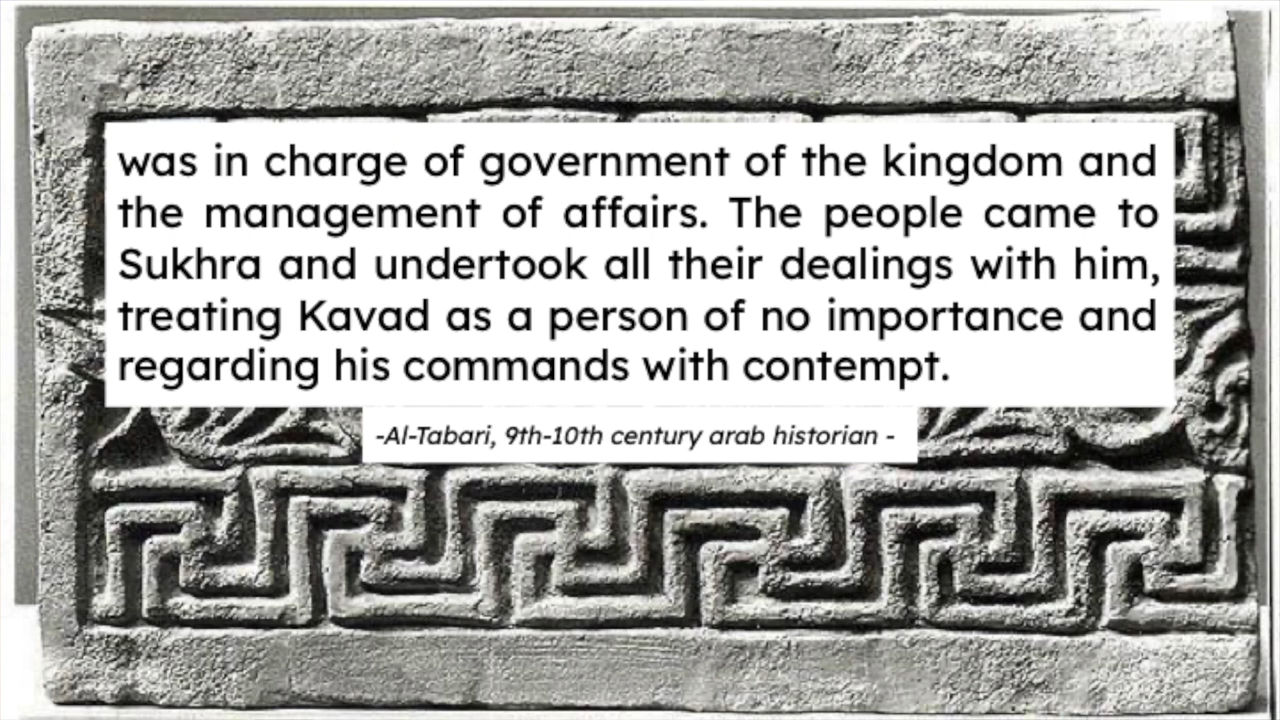 was in charge of government of the kingdom and
the management of affairs. The people came to
Sukhra and undertook all their dealings with him,
treating Kavad as a person of no importance and
regarding his commands with contempt.
-Al-Tabari, 9th-10th century arab historian -